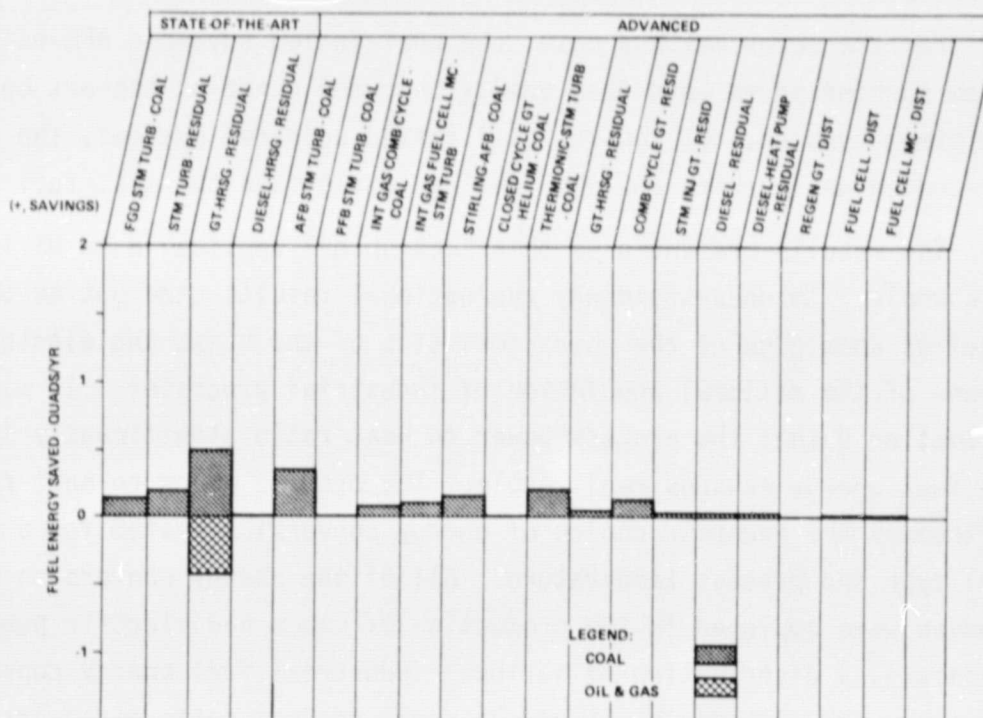 STATE-OF-THE-ART
ADVANCED
FGD STM TURB - COAL
STM TURB - RESIDUAL
GT-HRSG - RESIDUAL
DIESEL-HRSG - RESIDUAL
AFB STM TURB - COAL
PFB STM TURB - COAL
INT GAS COMB CYCLE -
COAL
INT GAS FUEL CELL MC -
STM TURB
STIRLING AFB - COAL
CLOSED CYCLE GT
HELIUM - COAL
THERMIONIC-STM TURB
- COAL
GT-HRSG - RESIDUAL
COMB CYCLE GT - RESID
STM INJ GT - RESID
DIESEL - RESIDUAL
DIESEL-HEAT PUMP -
RESIDUAL
REGEN GT - DIST
FUEL CELL - DIST
FUEL CELL MC - DIST
(+, SAVINGS)
2
1
0
-1
FUEL ENERGY SAVED - QUADS/YR
LEGEND:
COAL
OIL & GAS